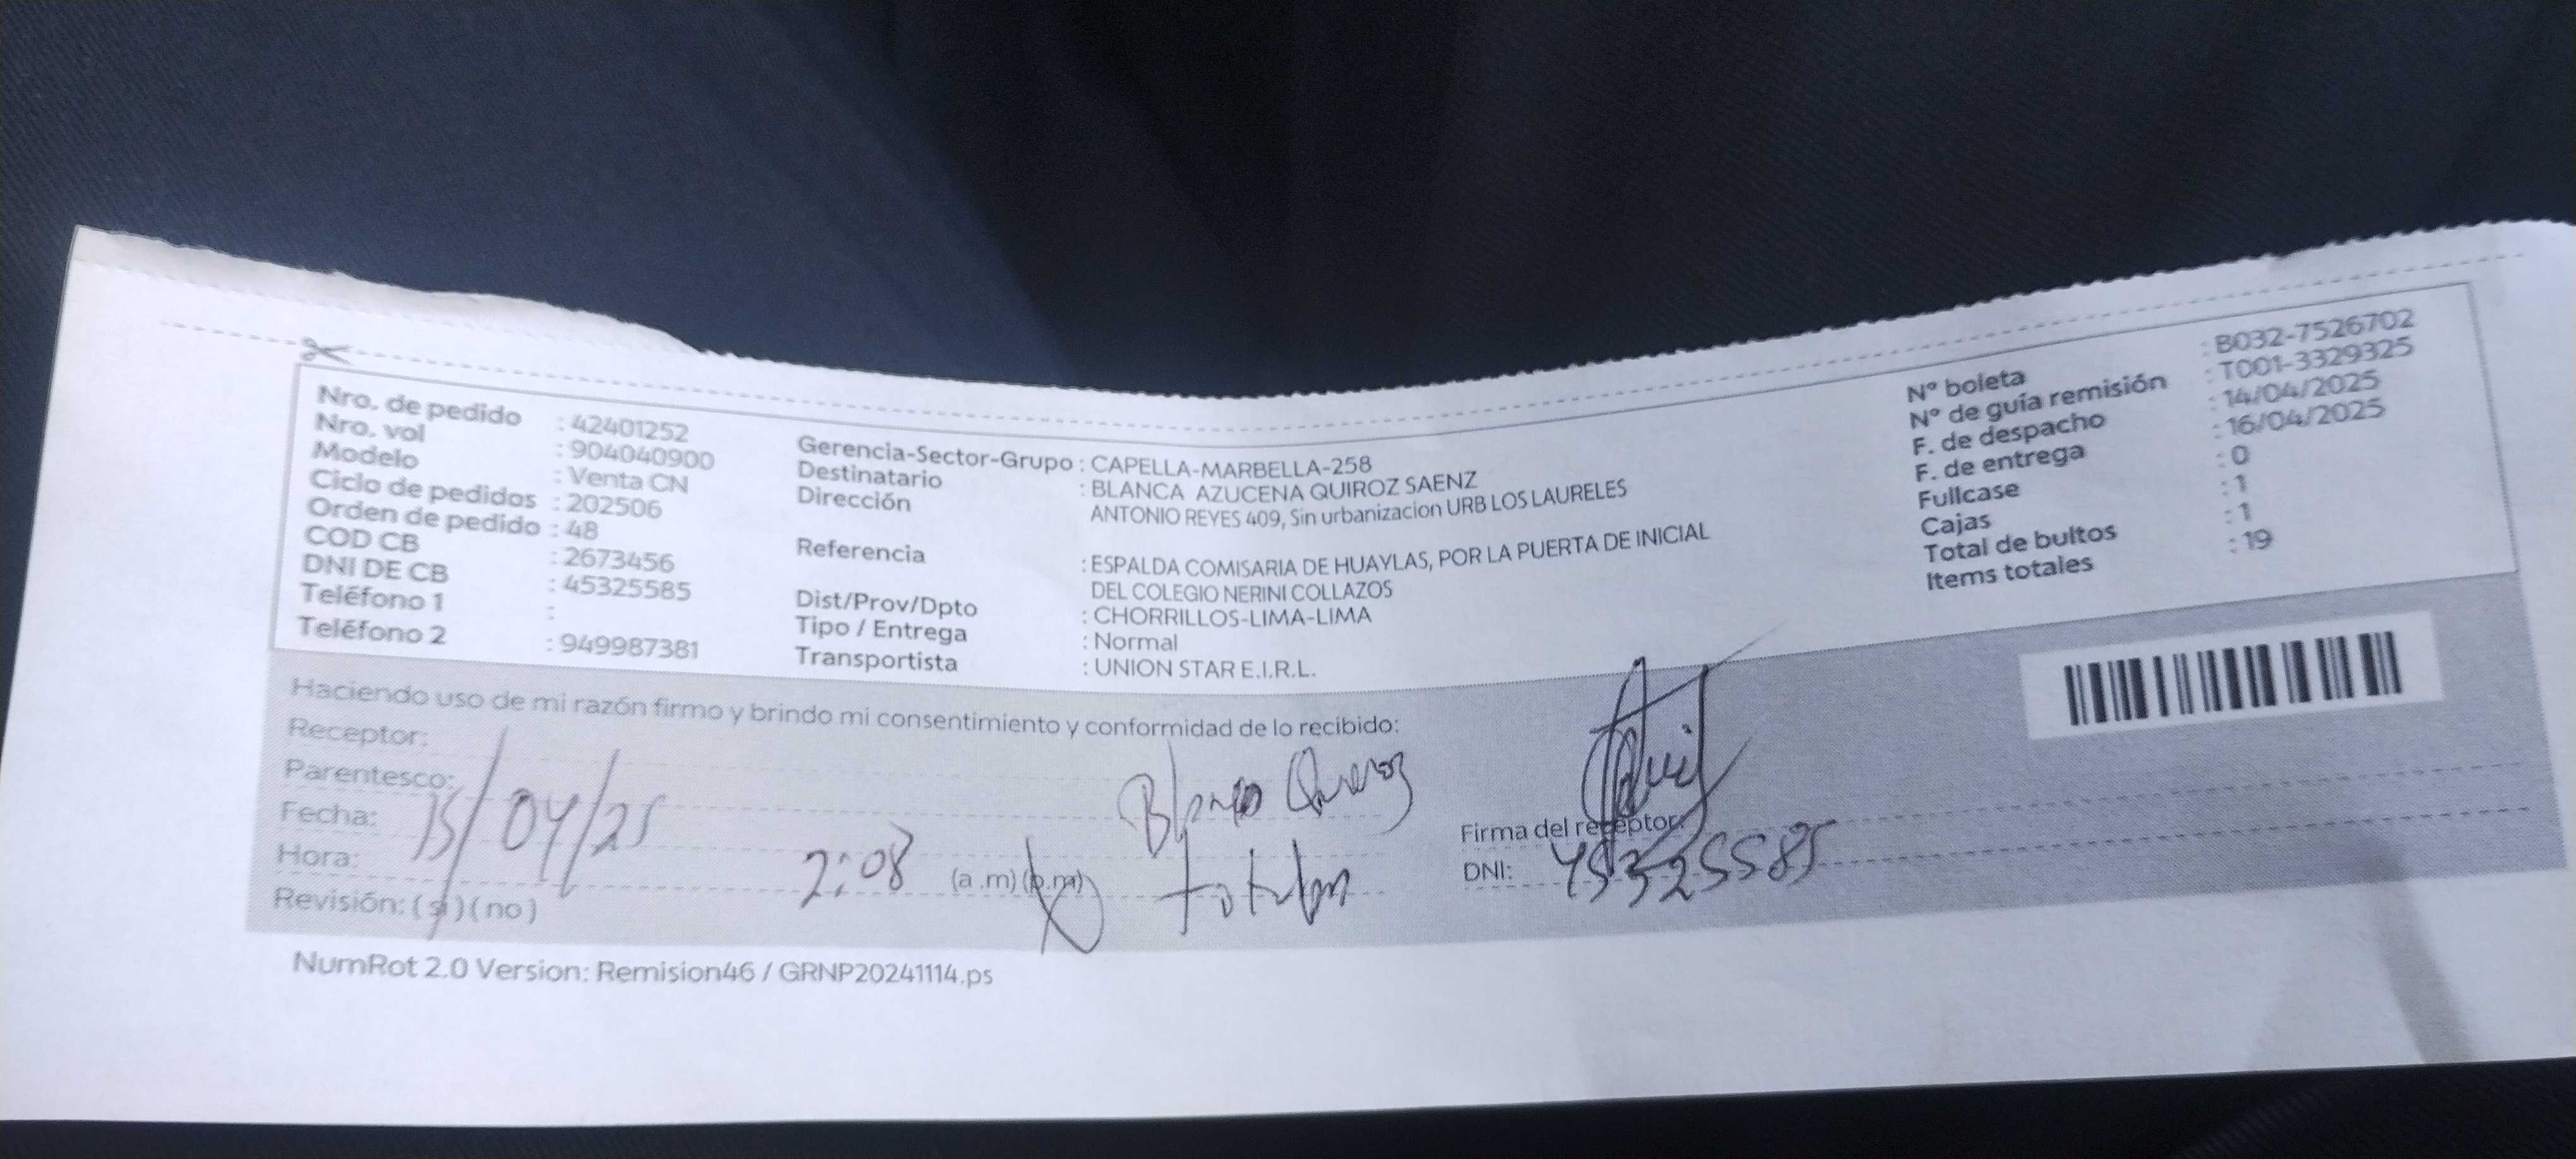 Nro. de pedido : 42401252
Nro. vol : 904040900
Modelo : Venta CN
Ciclo de pedidos : 202506
Orden de pedido : 48
COD CB : 2673456
DNI DE CB : 45325585
Teléfono 1 :
Teléfono 2 : 949987381
Gerencia-Sector-Grupo : CAPELLA-MARBELLA-258
Destinatario : BLANCA AZUCENA QUIROZ SAENZ
Dirección ANTONIO REYES 409, Sin urbanizacion URB LOS LAURELES
Referencia : ESPALDA COMISARIA DE HUAYLAS, POR LA PUERTA DE INICIAL
DEL COLEGIO NERINI COLLAZOS
Dist/Prov/Dpto : CHORRILLOS-LIMA-LIMA
Tipo / Entrega : Normal
Transportista : UNION STAR E.I.R.L.
N° boleta : B032-7526702
N° de guía remisión : T001-3329325
F. de despacho : 14/04/2025
F. de entrega : 16/04/2025
Fullcase : 0
Cajas : 1
Total de bultos : 1
Items totales : 19
Haciendo uso de mi razón firmo y brindo mi consentimiento y conformidad de lo recibido:
Receptor:
Parentesco:
Fecha: 15/04/25
Hora: 2:08 (a.m) (p.m)
Revisión: ( si ) ( no )
Blanca Quiroz
Firma del receptor:
DNI: 45325585
NumRot 2.0 Version: Remision46 / GRNP20241114.ps